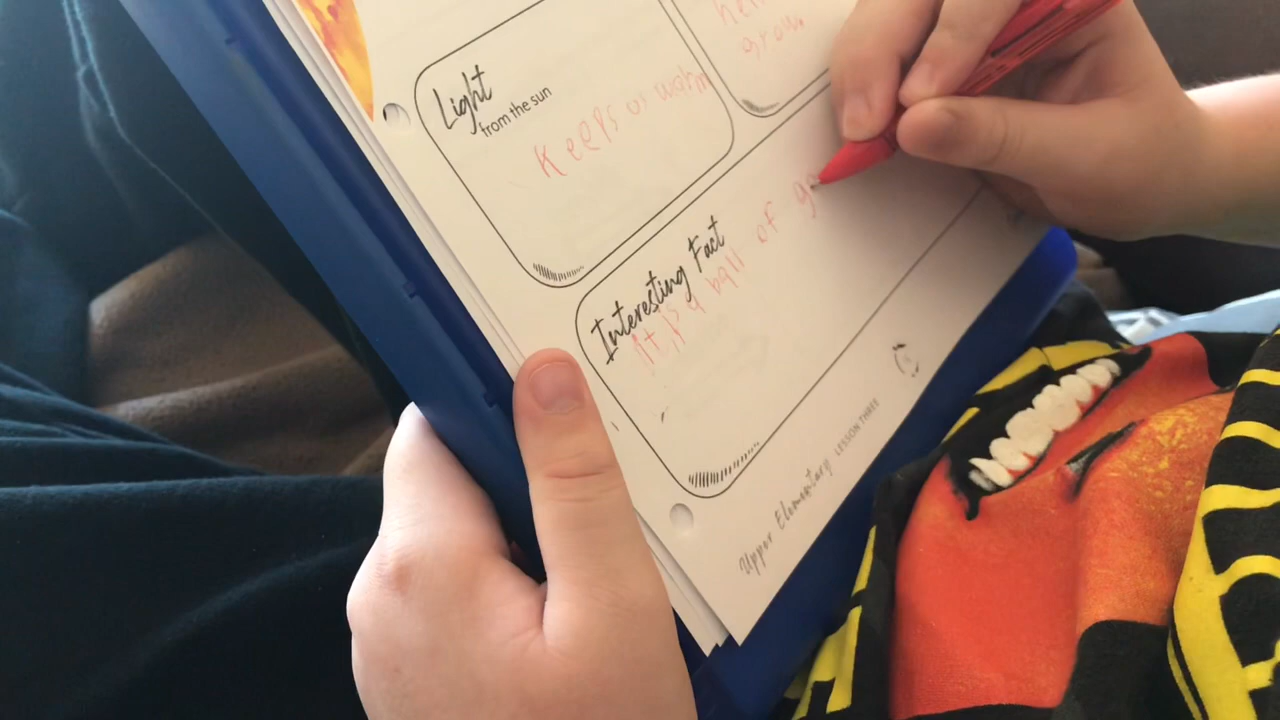 grow.
Light
from the sun
Keeps us warm
Interesting Fact
It is a ball of
Upper Elementary LESSON THREE